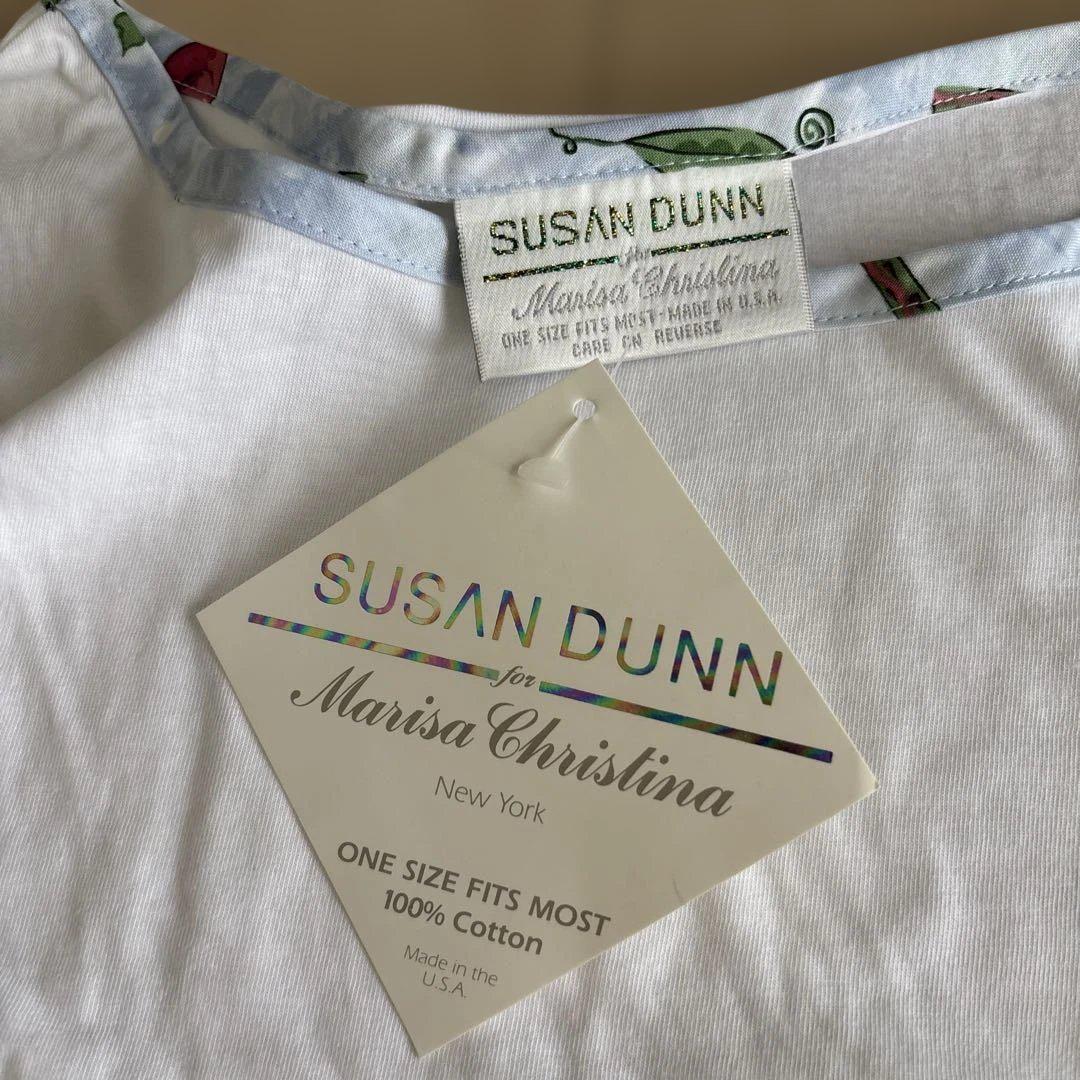 SUSAN DUNN
for
Marisa Christina
ONE SIZE FITS MOST-MADE IN U.S.A.
CARE ON REVERSE
SUSAN DUNN
for
Marisa Christina
New York
ONE SIZE FITS MOST
100% Cotton
Made in the
U.S.A.